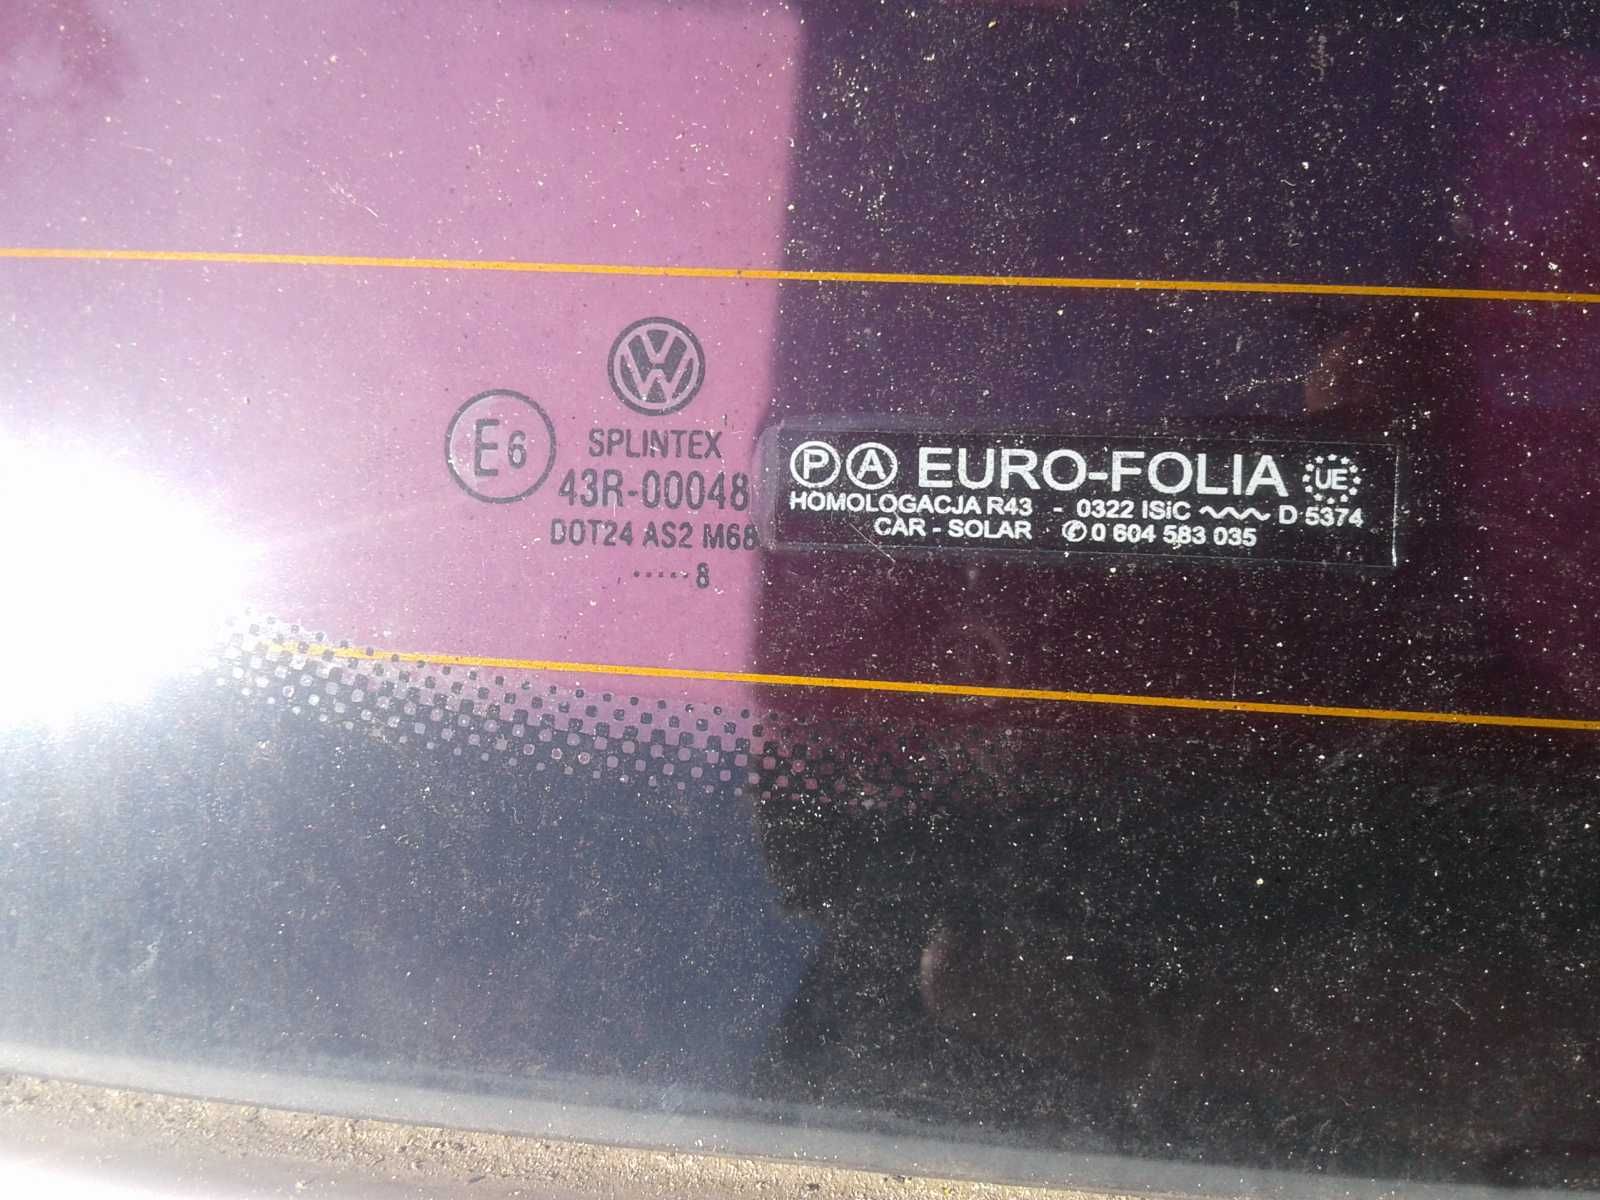 E6
SPLINTEX
43R-00048
DOT24 AS2 M68
.....8
P A EURO-FOLIA UE
HOMOLOGACJA R43 - 0322 ISiC D 5374
CAR - SOLAR ✆ 0 604 583 035